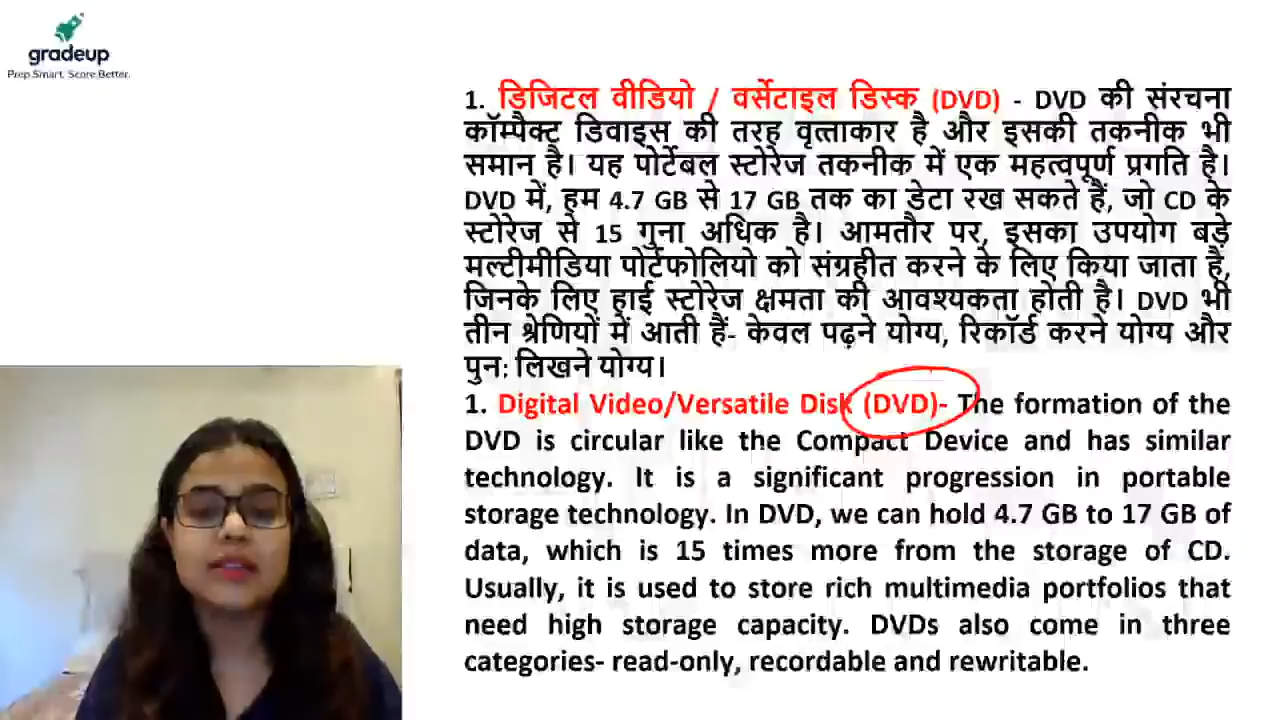 gradeup
Prep Smart. Score Better.
1. डिजिटल वीडियो / वर्सेटाइल डिस्क (DVD) - DVD की संरचना
कॉम्पैक्ट डिवाइस की तरह वृत्ताकार है और इसकी तकनीक भी
समान है। यह पोर्टेबल स्टोरेज तकनीक में एक महत्वपूर्ण प्रगति है।
DVD में, हम 4.7 GB से 17 GB तक का डेटा रख सकते हैं, जो CD के
स्टोरेज से 15 गुना अधिक है। आमतौर पर, इसका उपयोग बड़े
मल्टीमीडिया पोर्टफोलियो को संग्रहीत करने के लिए किया जाता है,
जिनके लिए हाई स्टोरेज क्षमता की आवश्यकता होती है। DVD भी
तीन श्रेणियों में आती हैं- केवल पढ़ने योग्य, रिकॉर्ड करने योग्य और
पुन: लिखने योग्य।
1. Digital Video/Versatile Disk (DVD)- The formation of the
DVD is circular like the Compact Device and has similar
technology. It is a significant progression in portable
storage technology. In DVD, we can hold 4.7 GB to 17 GB of
data, which is 15 times more from the storage of CD.
Usually, it is used to store rich multimedia portfolios that
need high storage capacity. DVDs also come in three
categories- read-only, recordable and rewritable.